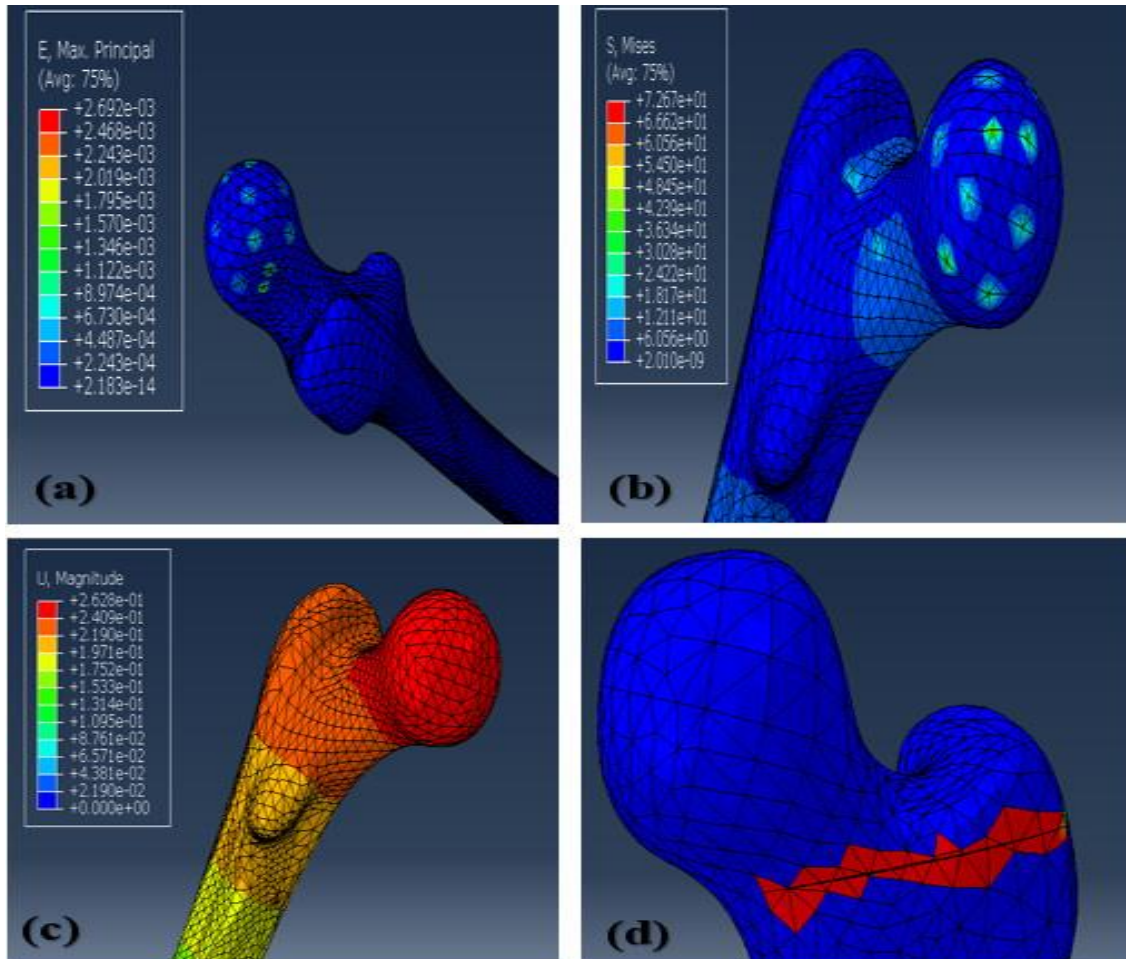 E, Max. Principal
(Avg: 75%)
+2.692e-03
+2.468e-03
+2.243e-03
+2.019e-03
+1.795e-03
+1.570e-03
+1.346e-03
+1.122e-03
+8.974e-04
+6.730e-04
+4.487e-04
+2.243e-04
+2.183e-14
(a)
S, Mises
(Avg: 75%)
+7.267e+01
+6.662e+01
+6.056e+01
+5.450e+01
+4.845e+01
+4.239e+01
+3.634e+01
+3.028e+01
+2.422e+01
+1.817e+01
+1.211e+01
+6.056e+00
+2.010e-09
(b)
U, Magnitude
+2.628e-01
+2.409e-01
+2.190e-01
+1.971e-01
+1.752e-01
+1.533e-01
+1.314e-01
+1.095e-01
+8.761e-02
+6.571e-02
+4.381e-02
+2.190e-02
+0.000e+00
(c)
(d)